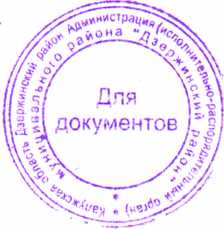 Калужская область Дзержинский район Администрация (исполнительно-распорядительный орган) *
муниципального района "Дзержинский район" *
Для
документов